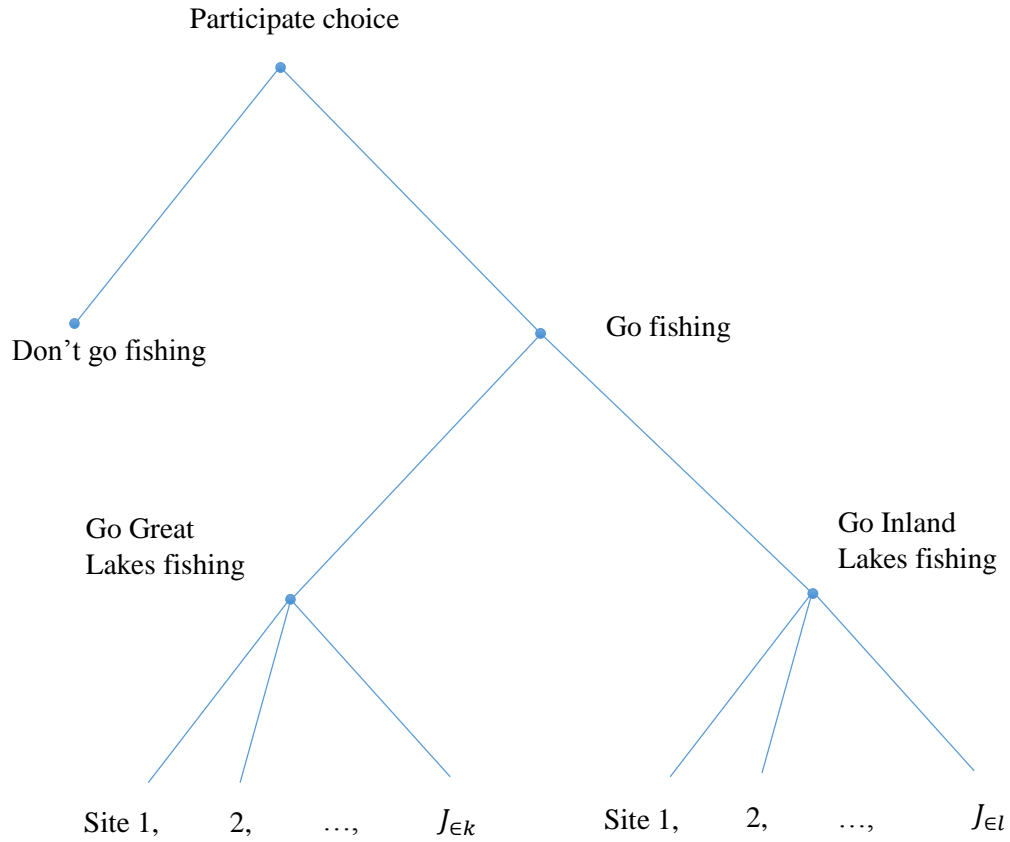 Participate choice
Don’t go fishing
Go fishing
Go Great
Lakes fishing
Go Inland
Lakes fishing
Site 1, 2, …, J∈k
Site 1, 2, …, J∈l